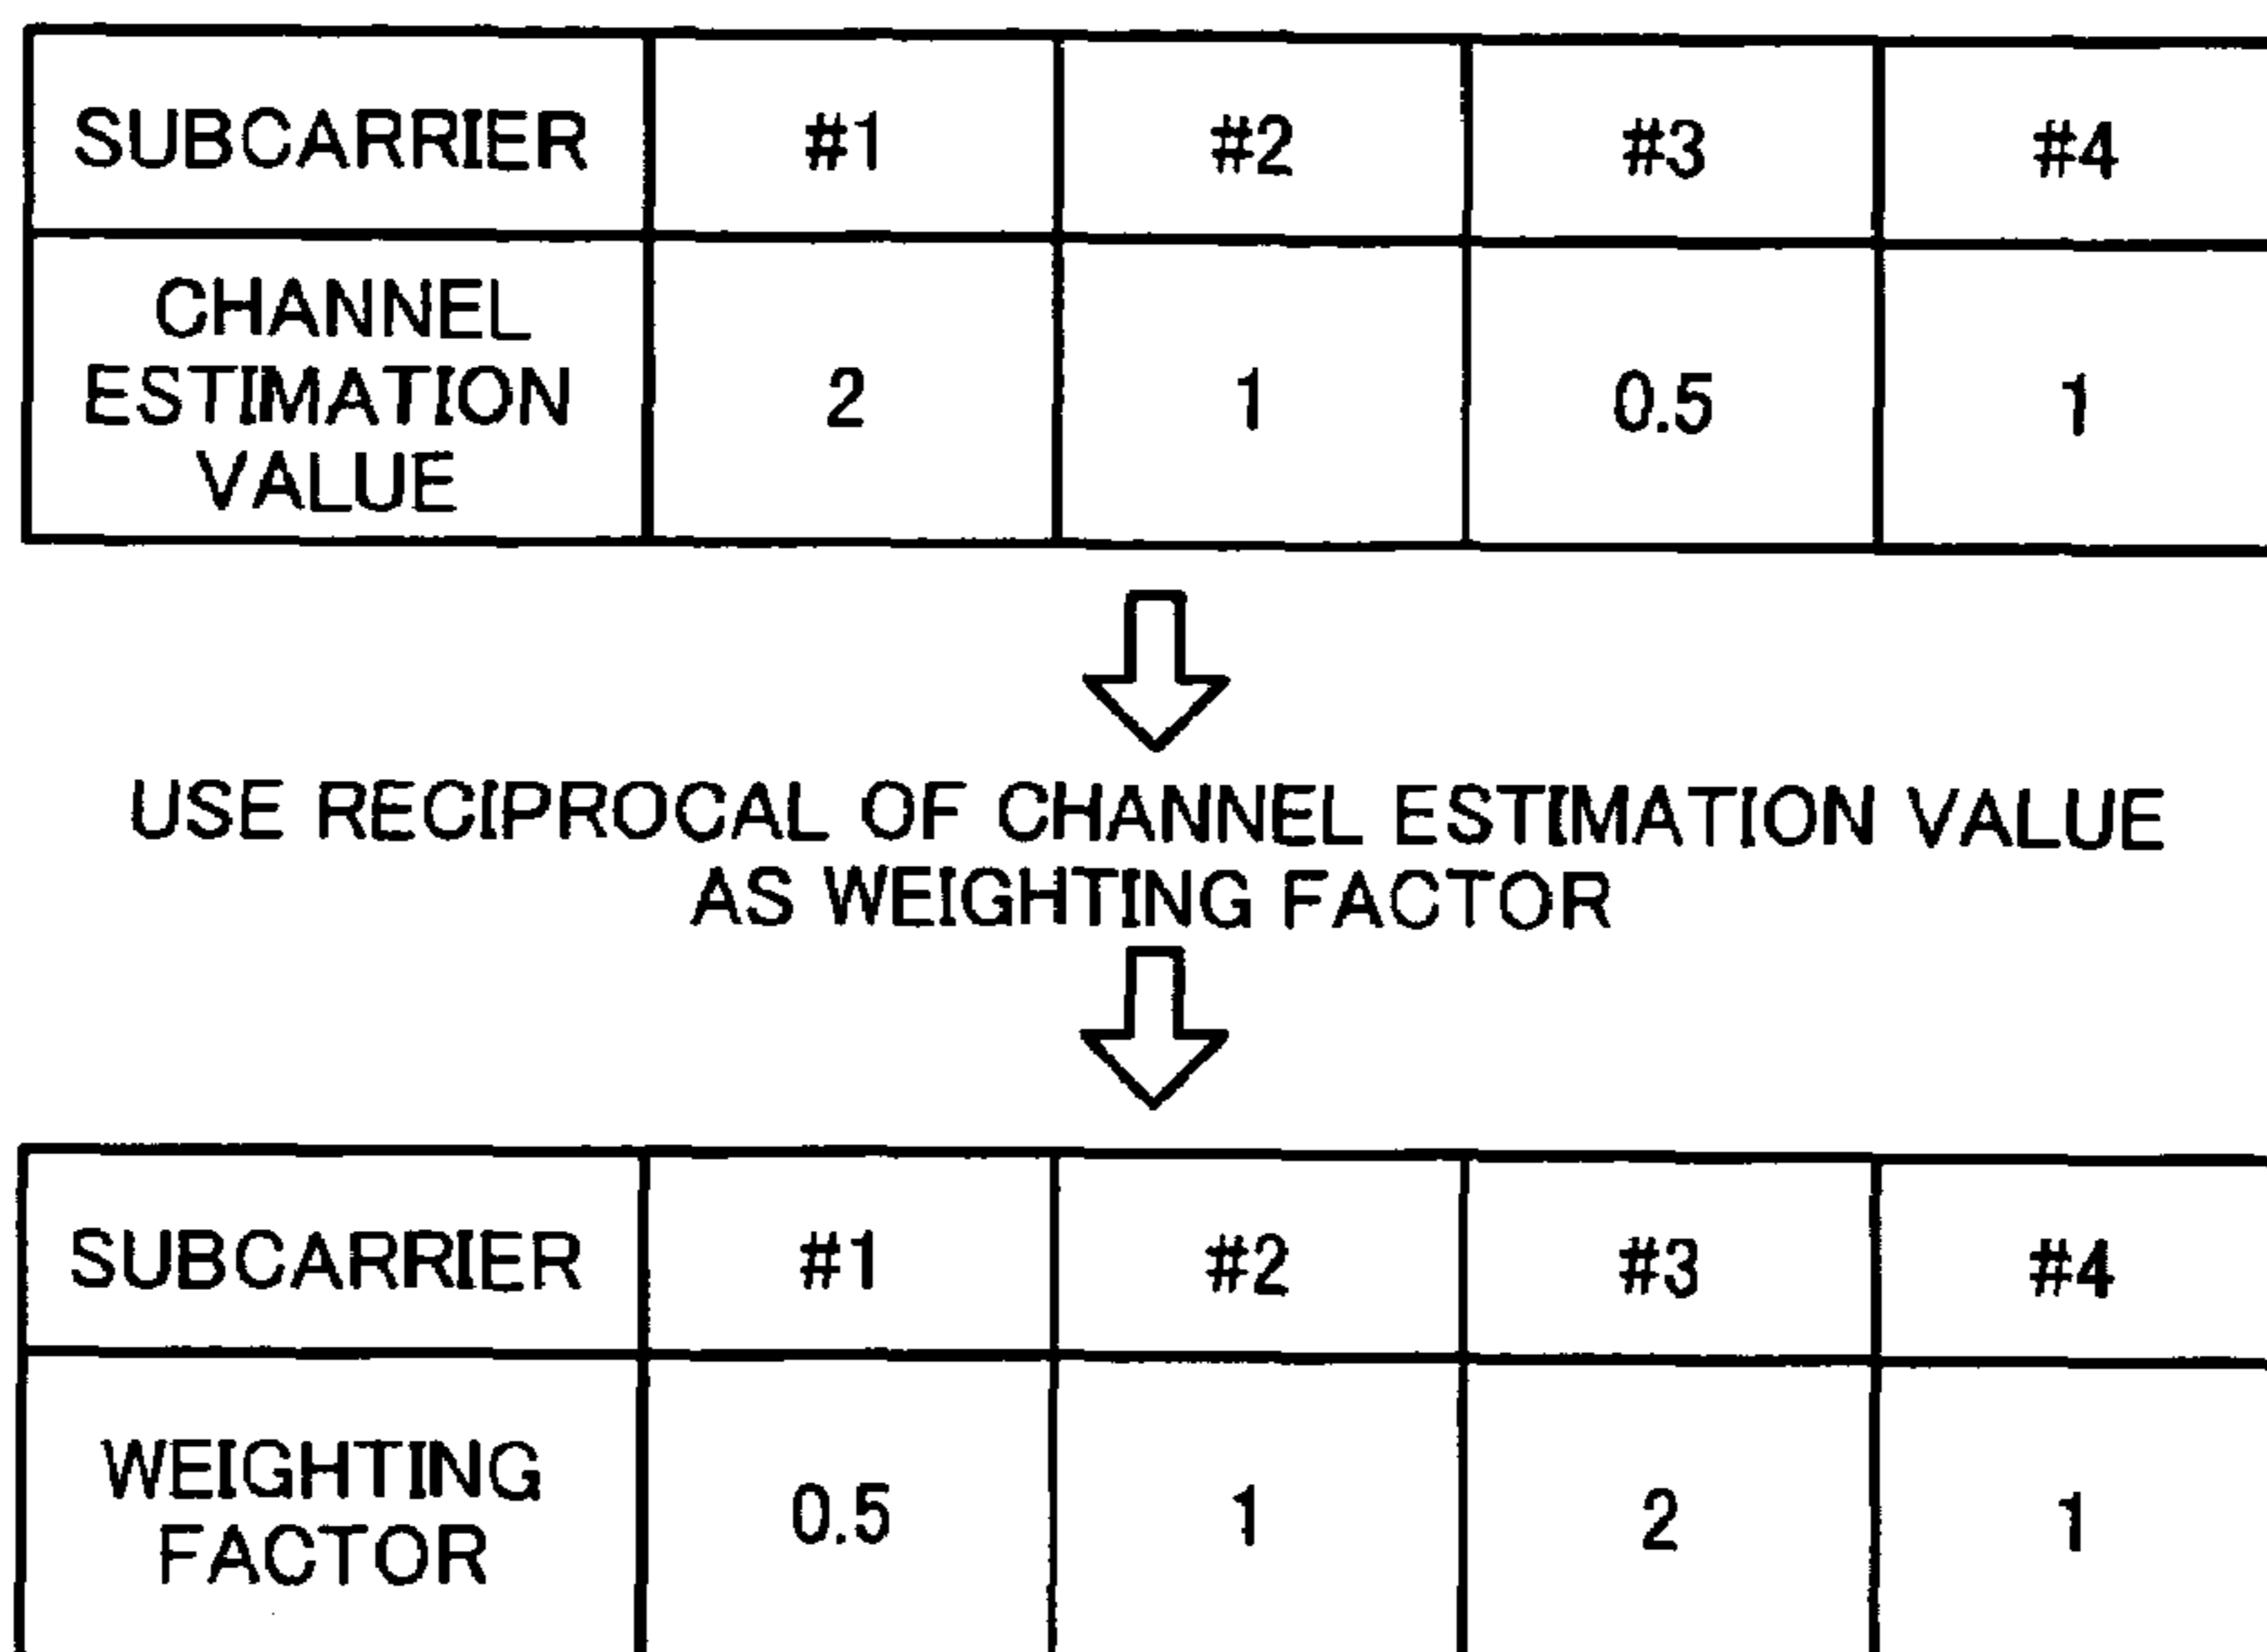 SUBCARRIER #1 #2 #3 #4
CHANNEL
ESTIMATION 2 1 0.5 1
VALUE
USE RECIPROCAL OF CHANNEL ESTIMATION VALUE
AS WEIGHTING FACTOR
SUBCARRIER #1 #2 #3 #4
WEIGHTING
FACTOR 0.5 1 2 1